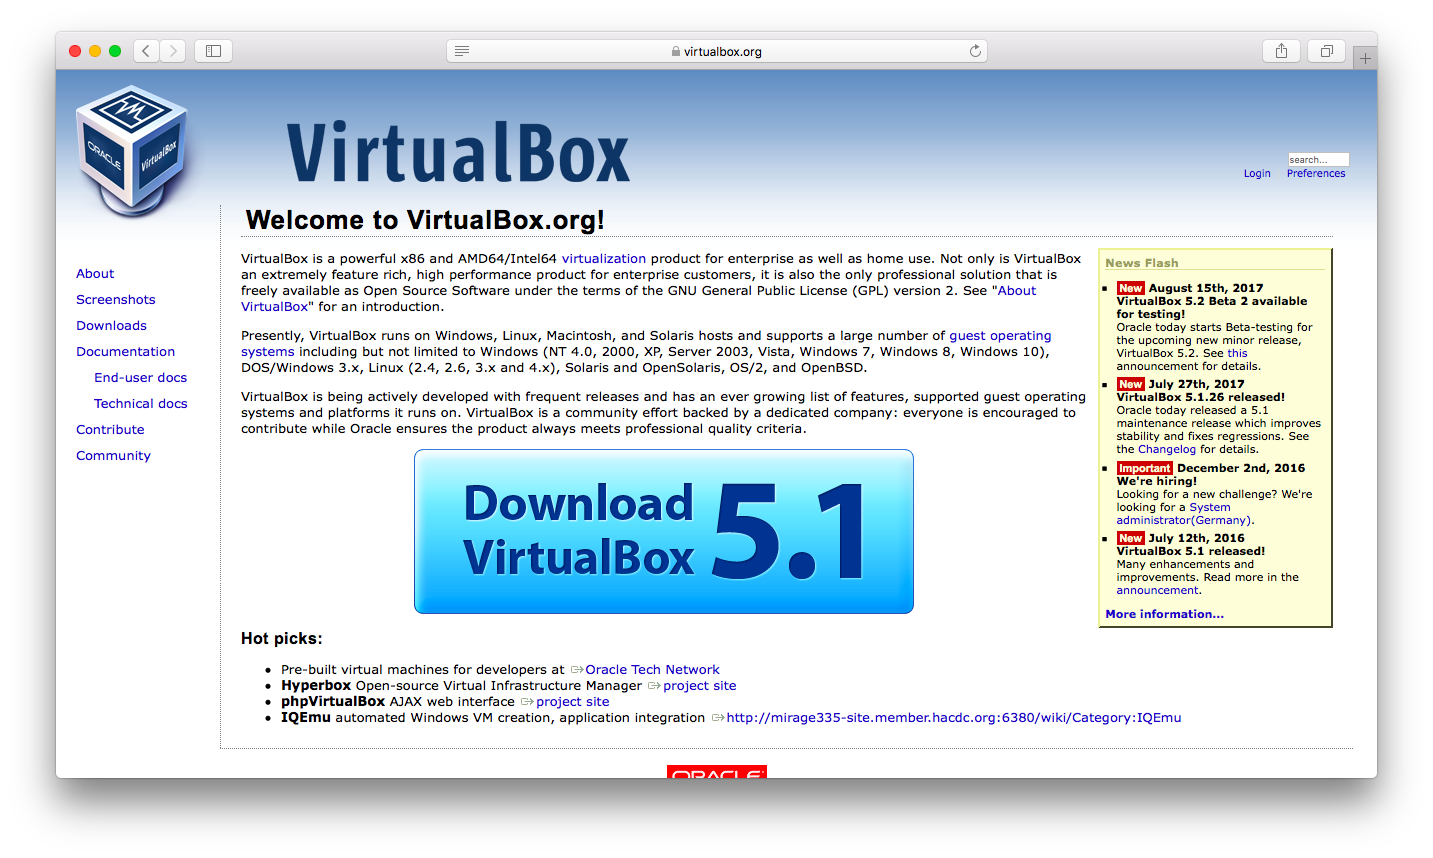 virtualbox.org
ORACLE
VirtualBox
VirtualBox
search...
Login Preferences
Welcome to VirtualBox.org!
About
Screenshots
Downloads
Documentation
End-user docs
Technical docs
Contribute
Community
VirtualBox is a powerful x86 and AMD64/Intel64 virtualization product for enterprise as well as home use. Not only is VirtualBox
an extremely feature rich, high performance product for enterprise customers, it is also the only professional solution that is
freely available as Open Source Software under the terms of the GNU General Public License (GPL) version 2. See "About
VirtualBox" for an introduction.
Presently, VirtualBox runs on Windows, Linux, Macintosh, and Solaris hosts and supports a large number of guest operating
systems including but not limited to Windows (NT 4.0, 2000, XP, Server 2003, Vista, Windows 7, Windows 8, Windows 10),
DOS/Windows 3.x, Linux (2.4, 2.6, 3.x and 4.x), Solaris and OpenSolaris, OS/2, and OpenBSD.
VirtualBox is being actively developed with frequent releases and has an ever growing list of features, supported guest operating
systems and platforms it runs on. VirtualBox is a community effort backed by a dedicated company: everyone is encouraged to
contribute while Oracle ensures the product always meets professional quality criteria.
Download
VirtualBox 5.1
Hot picks:
Pre-built virtual machines for developers at Oracle Tech Network
Hyperbox Open-source Virtual Infrastructure Manager project site
phpVirtualBox AJAX web interface project site
IQEmu automated Windows VM creation, application integration http://mirage335-site.member.hacdc.org:6380/wiki/Category:IQEmu
News Flash
New August 15th, 2017
VirtualBox 5.2 Beta 2 available
for testing!
Oracle today starts Beta-testing for
the upcoming new minor release,
VirtualBox 5.2. See this
announcement for details.
New July 27th, 2017
VirtualBox 5.1.26 released!
Oracle today released a 5.1
maintenance release which improves
stability and fixes regressions. See
the Changelog for details.
Important December 2nd, 2016
We're hiring!
Looking for a new challenge? We're
looking for a System
administrator(Germany).
New July 12th, 2016
VirtualBox 5.1 released!
Many enhancements and
improvements. Read more in the
announcement.
More information...
ORACLE